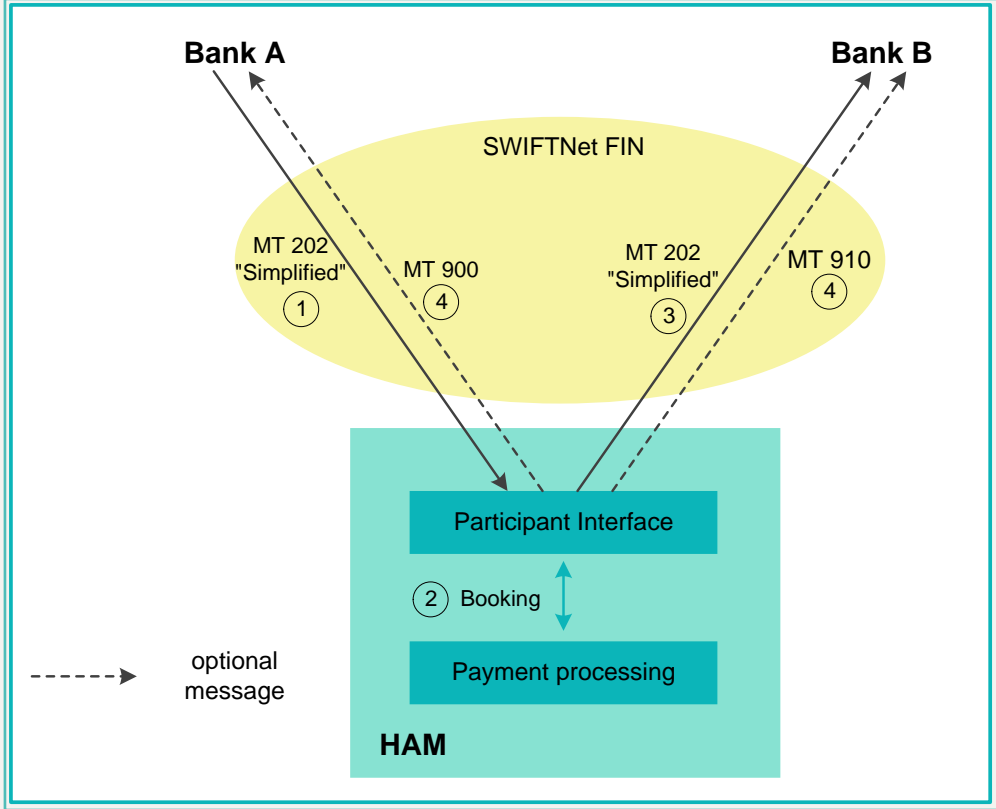 Bank A
Bank B
SWIFTNet FIN
MT 202
"Simplified"
1
MT 900
4
MT 202
"Simplified"
3
MT 910
4
Participant Interface
2 Booking
Payment processing
HAM
optional
message